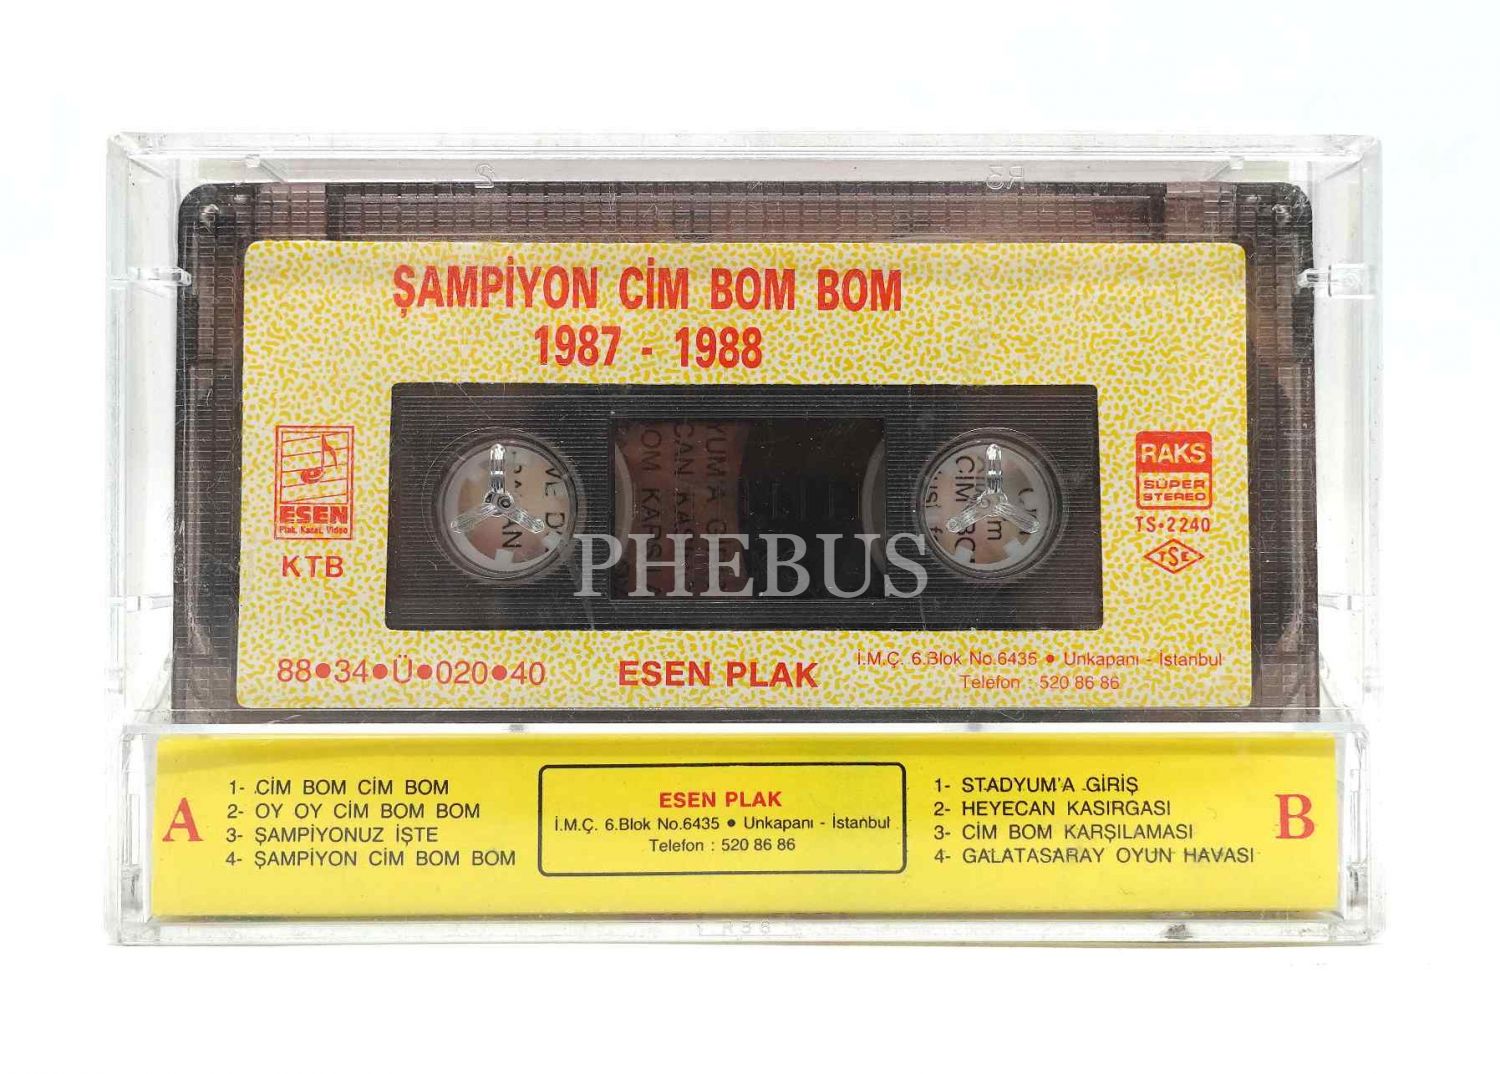 ŞAMPİYON CİM BOM BOM
1987 - 1988
ESEN
Plak, Kaset, Video
KTB
RAKS
SÜPER
STEREO
TS•2240
TSE
PHEBUS
88•34•Ü•020•40
ESEN PLAK
İ.M.Ç. 6.Blok No.6435 • Unkapanı - İstanbul
Telefon : 520 86 86
A
1- CİM BOM CİM BOM
2- OY OY CİM BOM BOM
3- ŞAMPİYONUZ İŞTE
4- ŞAMPİYON CİM BOM BOM
ESEN PLAK
İ.M.Ç. 6.Blok No.6435 • Unkapanı - İstanbul
Telefon : 520 86 86
1- STADYUM'A GİRİŞ
2- HEYECAN KASIRGASI
3- CİM BOM KARŞILAMASI
4- GALATASARAY OYUN HAVASI
B